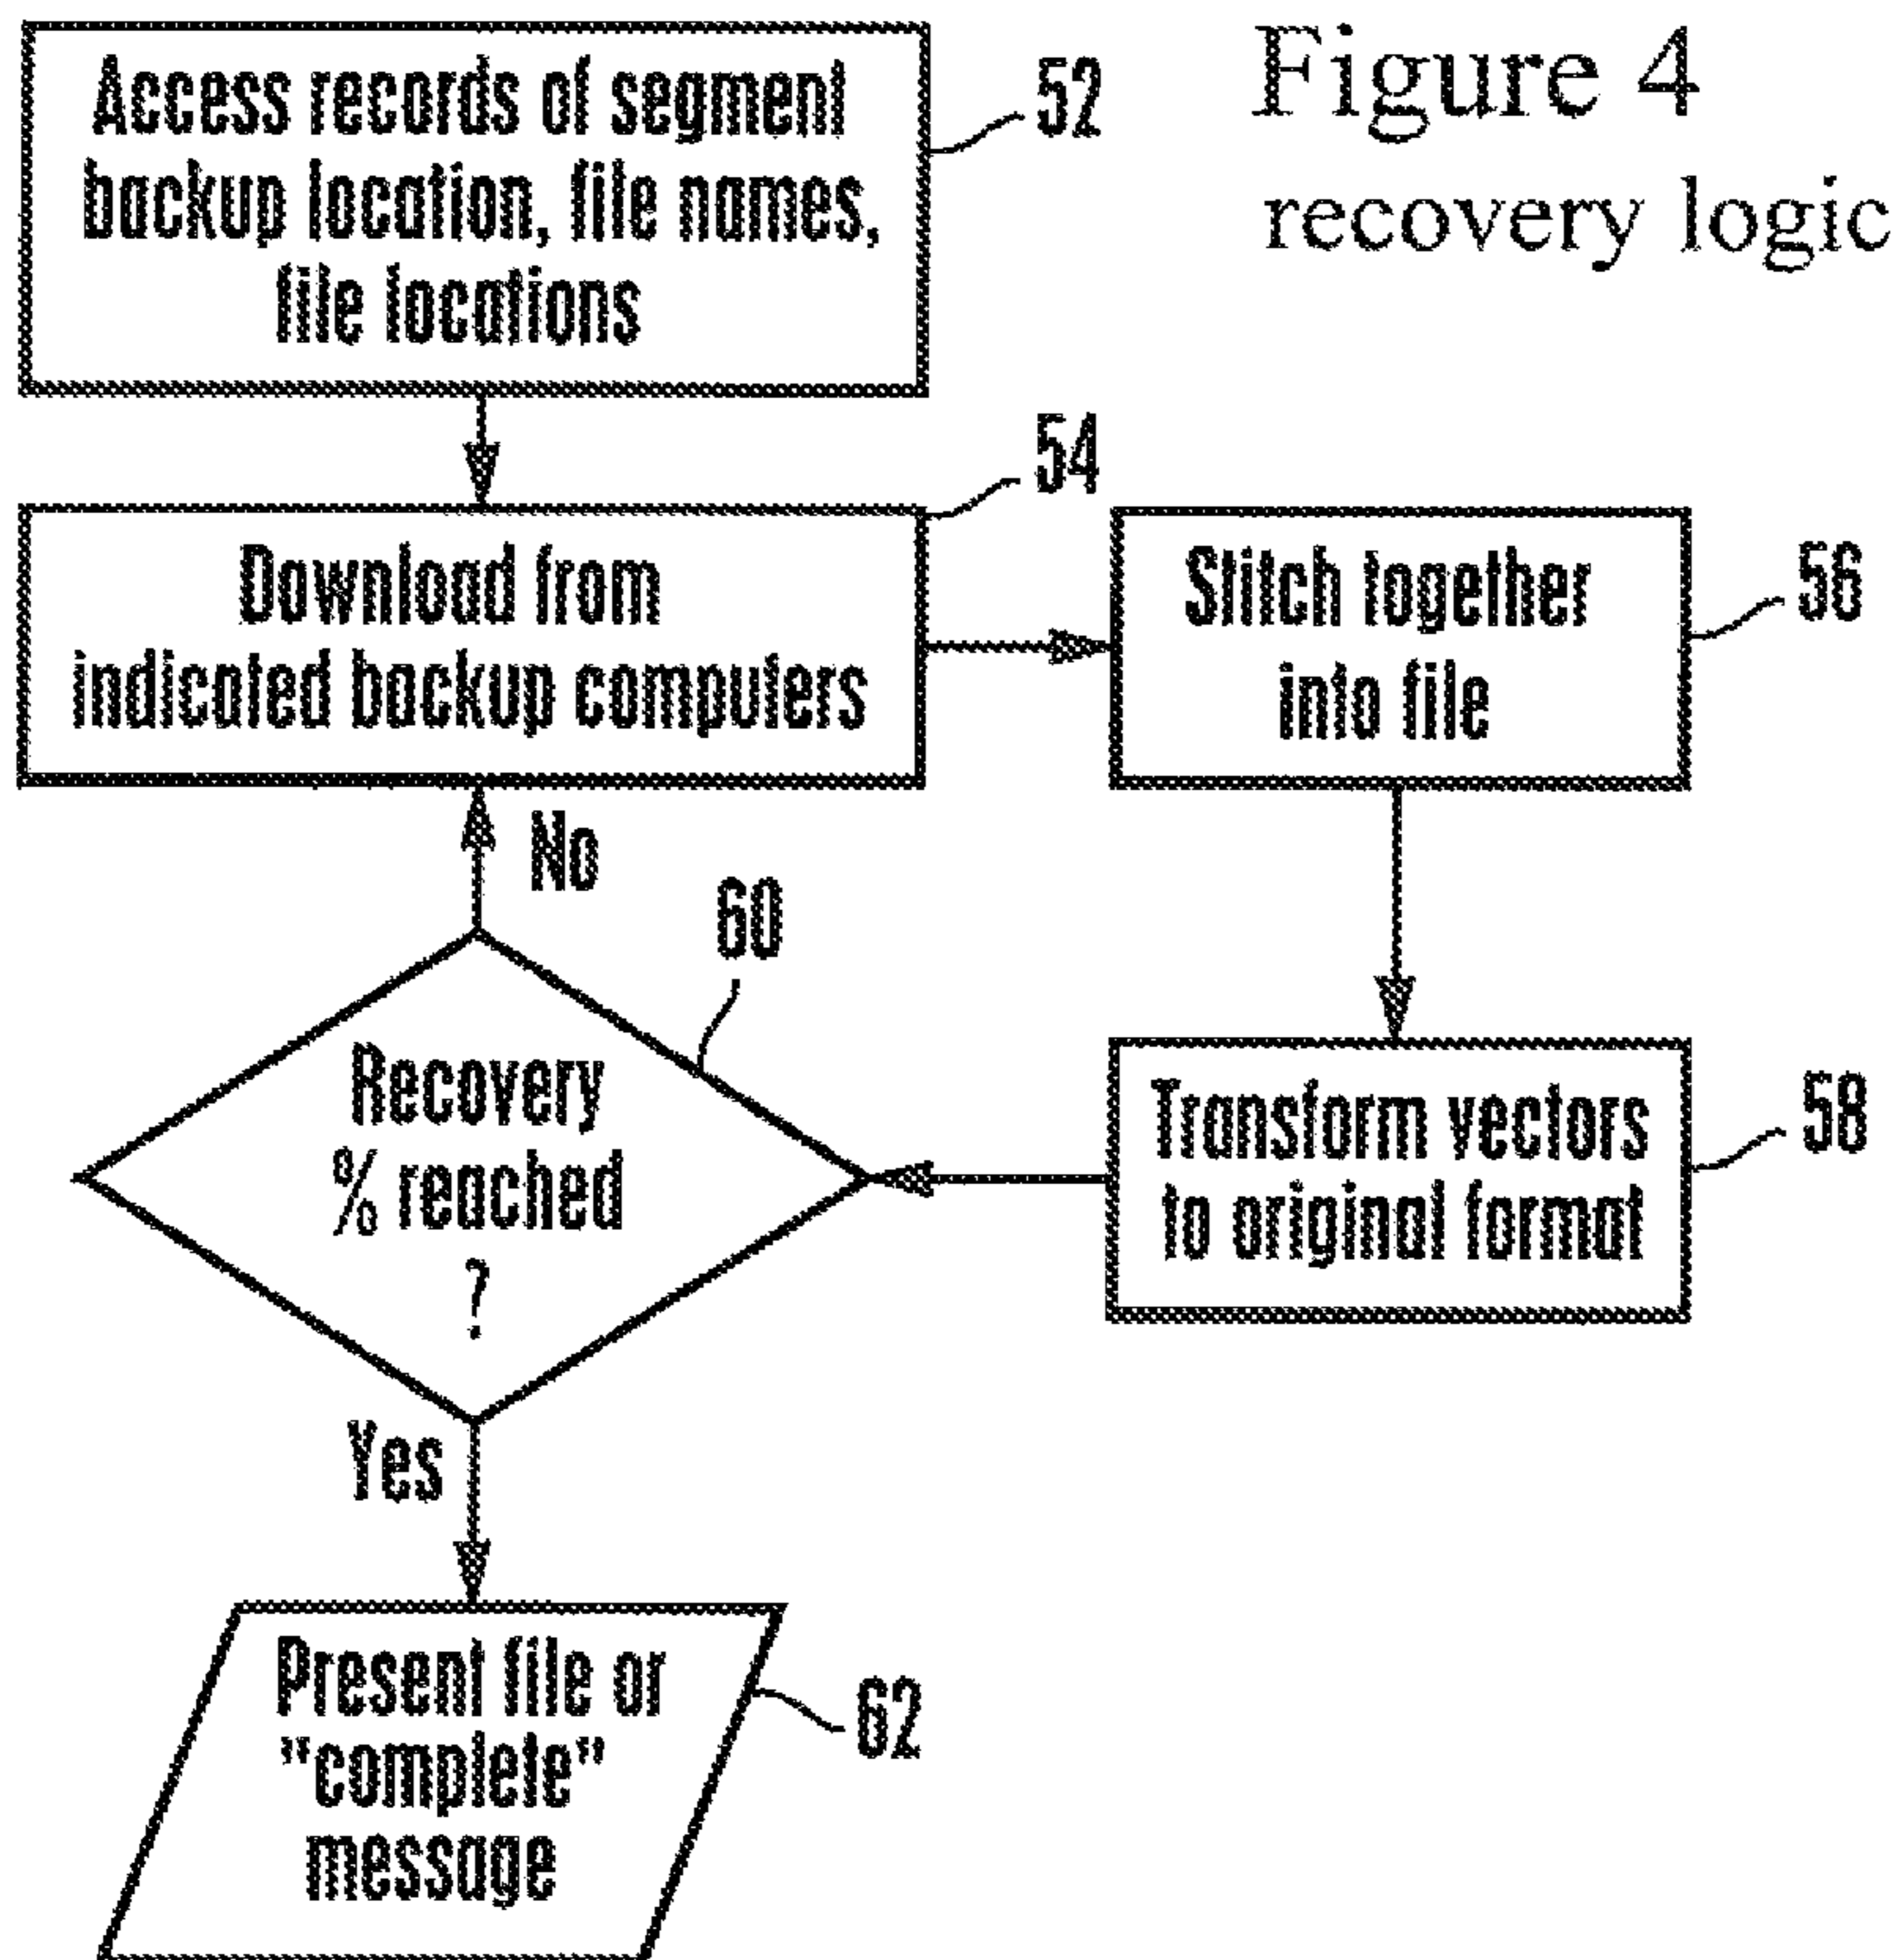 Figure 4
recovery logic
Access records of segment
backup location, file names,
file locations
52
Download from
indicated backup computers
54
Stitch together
into file
56
Transform vectors
to original format
58
No
60
Recovery
% reached
?
Yes
Present file or
"complete"
message
62